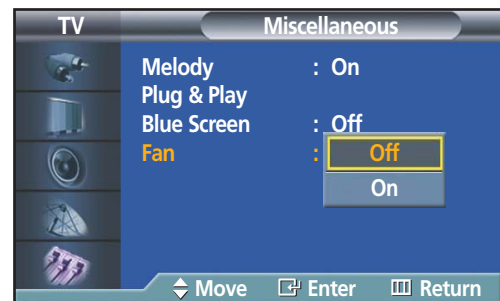 TV Miscellaneous
Melody : On
Plug & Play
Blue Screen : Off
Fan : Off
On
Move Enter Return